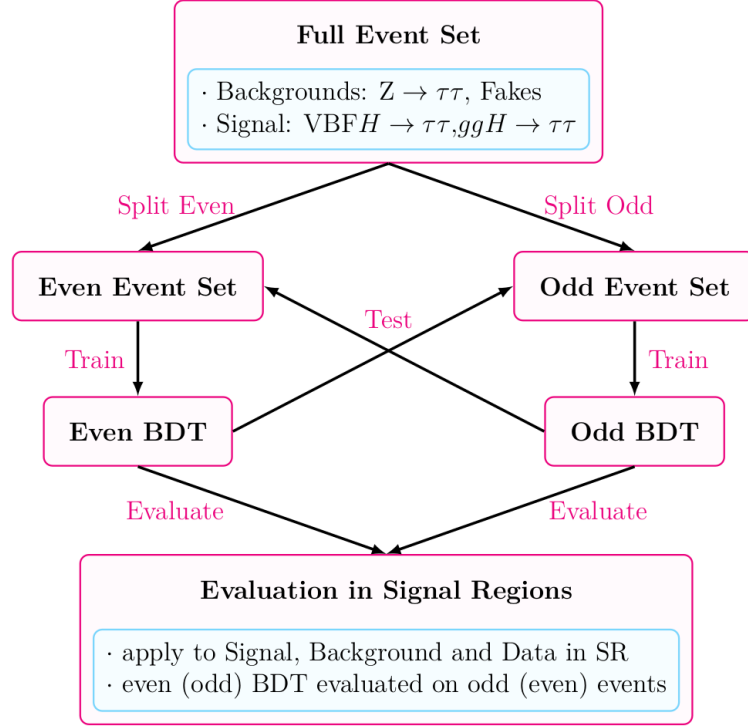 Full Event Set
· Backgrounds: Z → ττ, Fakes
· Signal: VBFH → ττ,ggH → ττ
Split Even
Split Odd
Even Event Set
Odd Event Set
Test
Train
Train
Even BDT
Odd BDT
Evaluate
Evaluate
Evaluation in Signal Regions
· apply to Signal, Background and Data in SR
· even (odd) BDT evaluated on odd (even) events